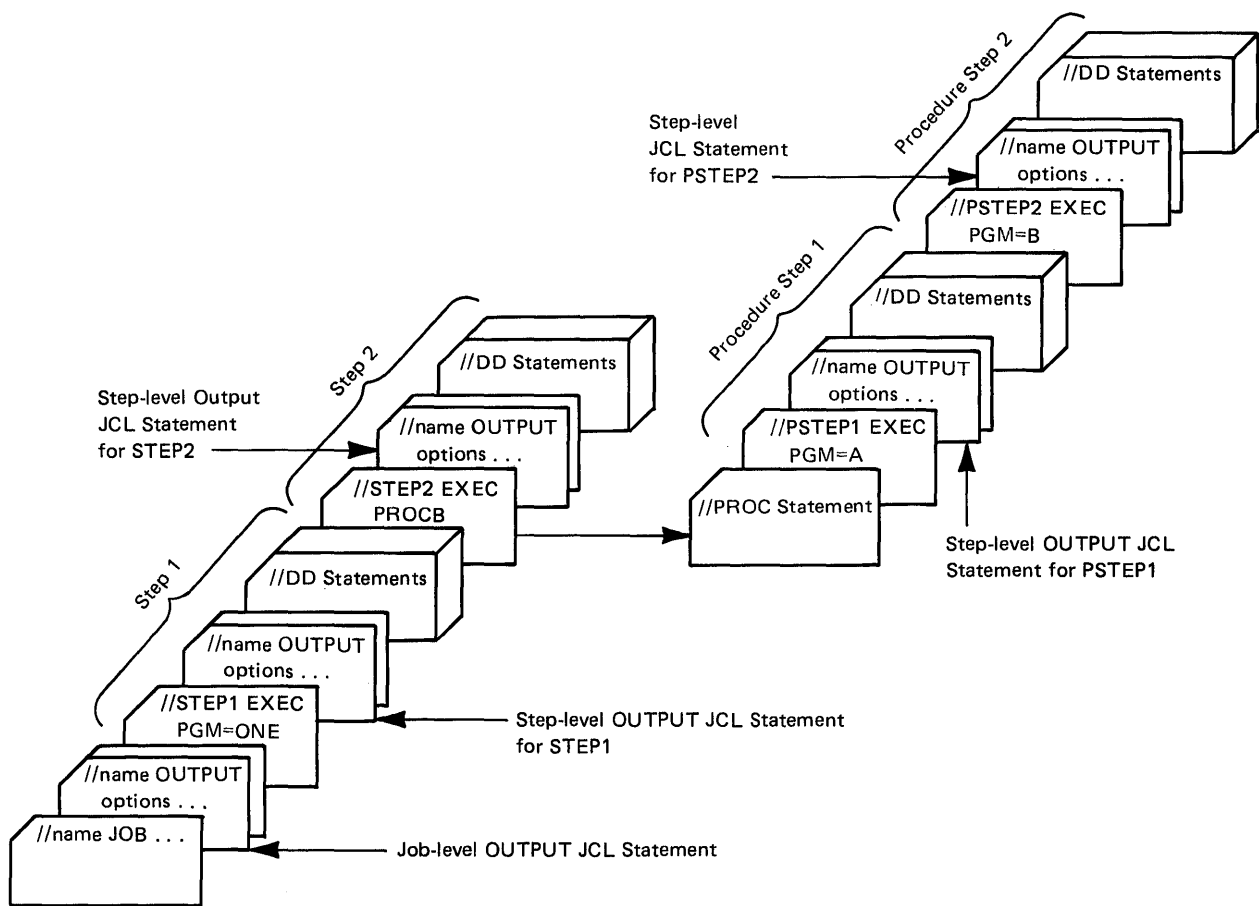 Procedure Step 2
//DD Statements
Step-level
JCL Statement
for PSTEP2
//name OUTPUT
options . . .
//PSTEP2 EXEC
PGM=B
Procedure Step 1
//DD Statements
//name OUTPUT
options . . .
//PSTEP1 EXEC
PGM=A
//PROC Statement
Step-level OUTPUT JCL
Statement for PSTEP1
Step 2
//DD Statements
Step-level Output
JCL Statement
for STEP2
//name OUTPUT
options . . .
//STEP2 EXEC
PROCB
Step 1
//DD Statements
//name OUTPUT
options . . .
Step-level OUTPUT JCL Statement
for STEP1
//STEP1 EXEC
PGM=ONE
//name OUTPUT
options . . .
//name JOB . . .
Job-level OUTPUT JCL Statement